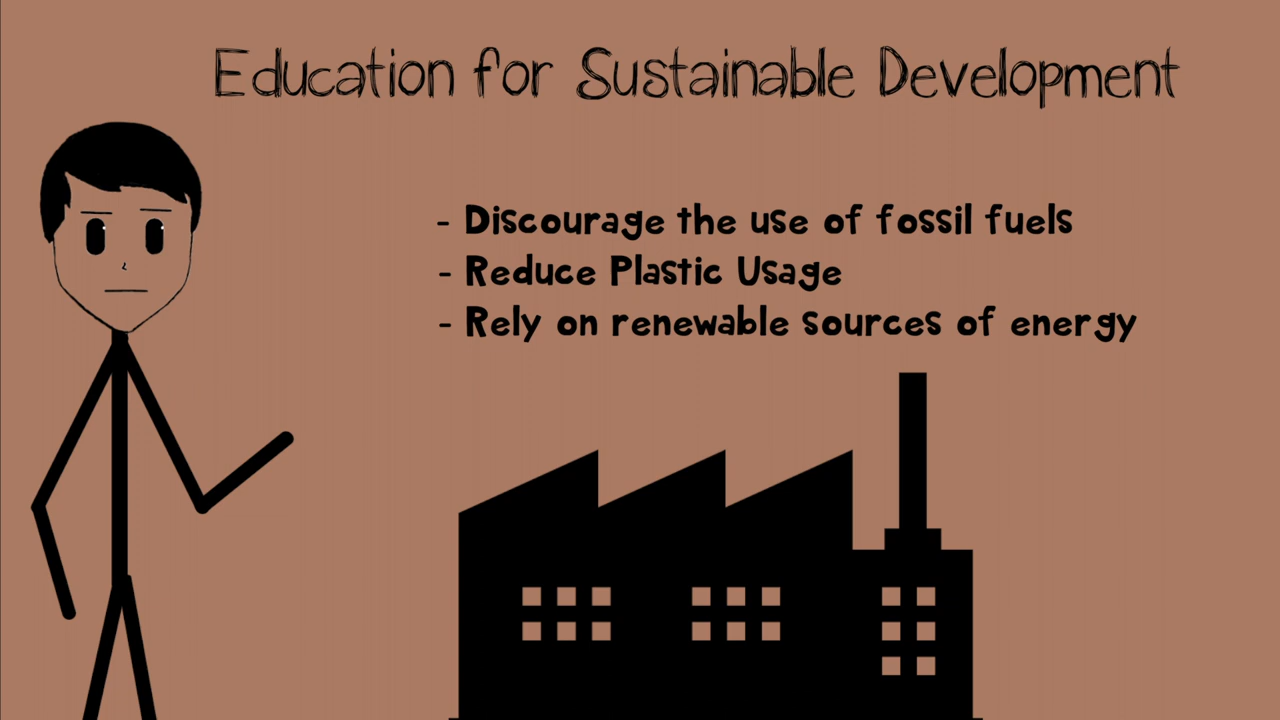 Education for Sustainable Development
- Discourage the use of fossil fuels
- Reduce Plastic Usage
- Rely on renewable sources of energy